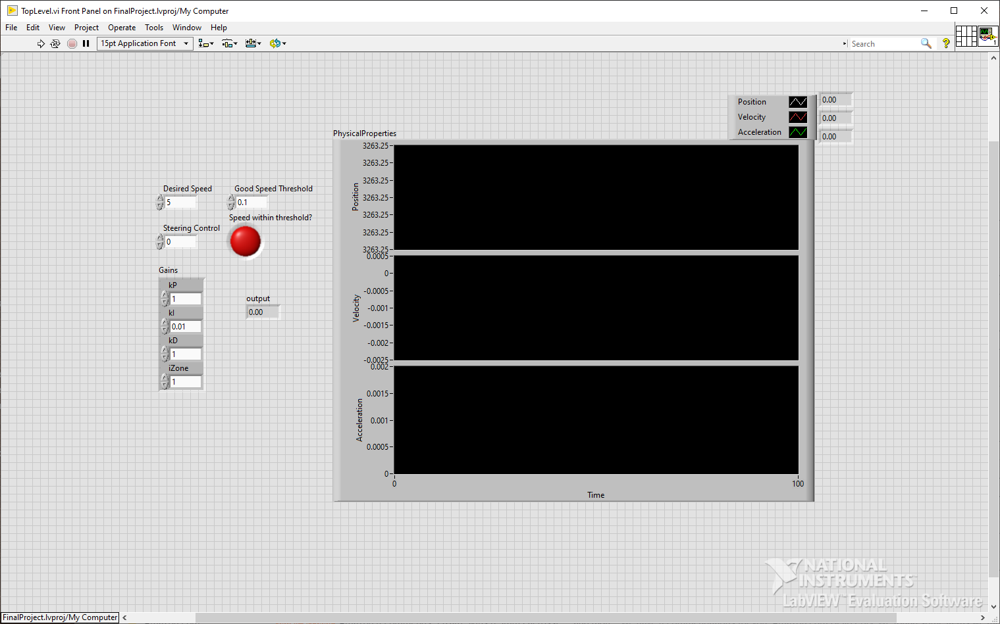 TopLevel.vi Front Panel on FinalProject.lvproj/My Computer
File Edit View Project Operate Tools Window Help
15pt Application Font
Search
?
1
Position 0.00
Velocity 0.00
Acceleration 0.00
PhysicalProperties
Desired Speed
5
Good Speed Threshold
0.1
Speed within threshold?
Steering Control
0
Gains
kP
1
kI
0.01
kD
1
iZone
1
output
0.00
Position
3263.25
3263.25
3263.25
3263.25
3263.25
3263.25
3263.25
Velocity
0.0005
0
-0.0005
-0.001
-0.0015
-0.002
-0.0025
Acceleration
0.002
0.0015
0.001
0.0005
0
0 100
Time
NATIONAL
INSTRUMENTS™
LabVIEW™ Evaluation Software
FinalProject.lvproj/My Computer